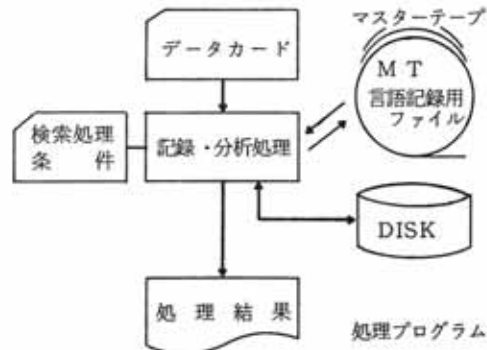 マスターテープ
データカード
MT
言語記録用
ファイル
検索処理
条件
記録・分析処理
DISK
処理結果
処理プログラム